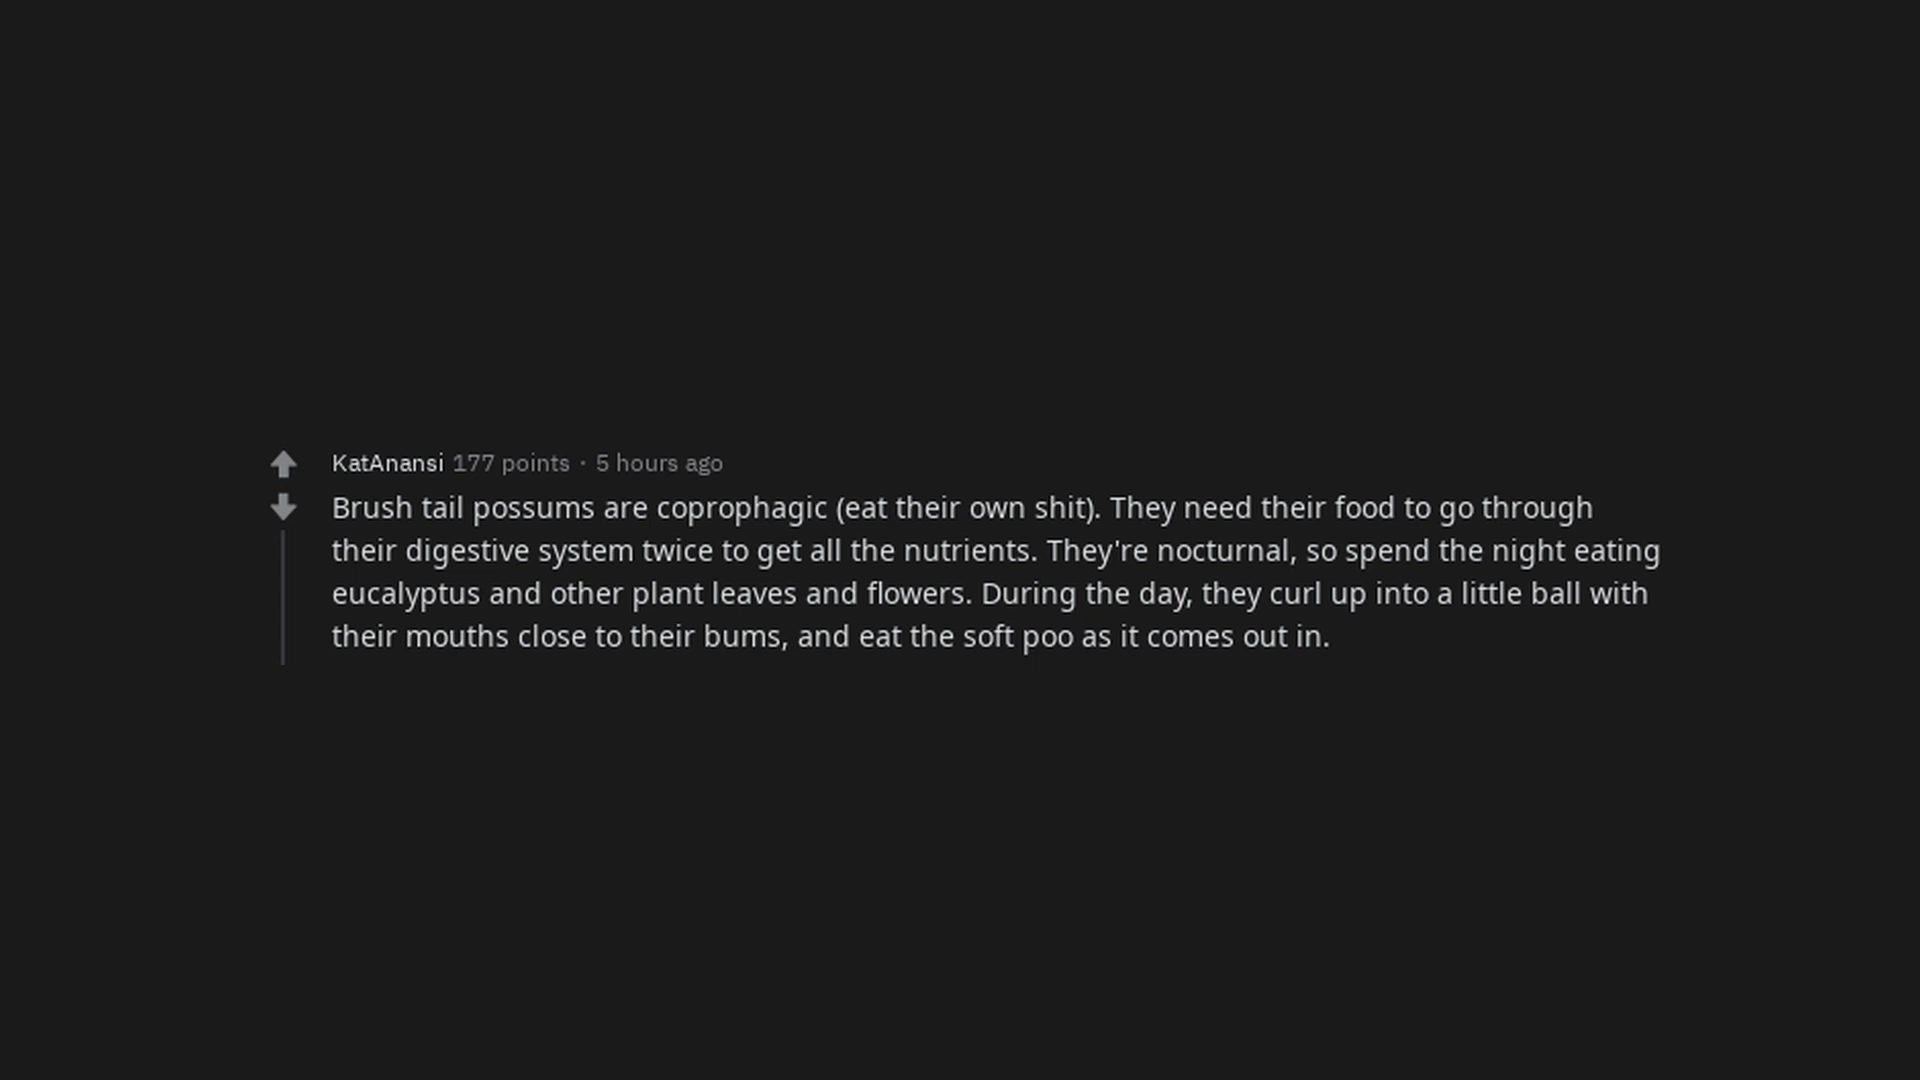 KatAnansi 177 points · 5 hours ago
Brush tail possums are coprophagic (eat their own shit). They need their food to go through
their digestive system twice to get all the nutrients. They're nocturnal, so spend the night eating
eucalyptus and other plant leaves and flowers. During the day, they curl up into a little ball with
their mouths close to their bums, and eat the soft poo as it comes out in.